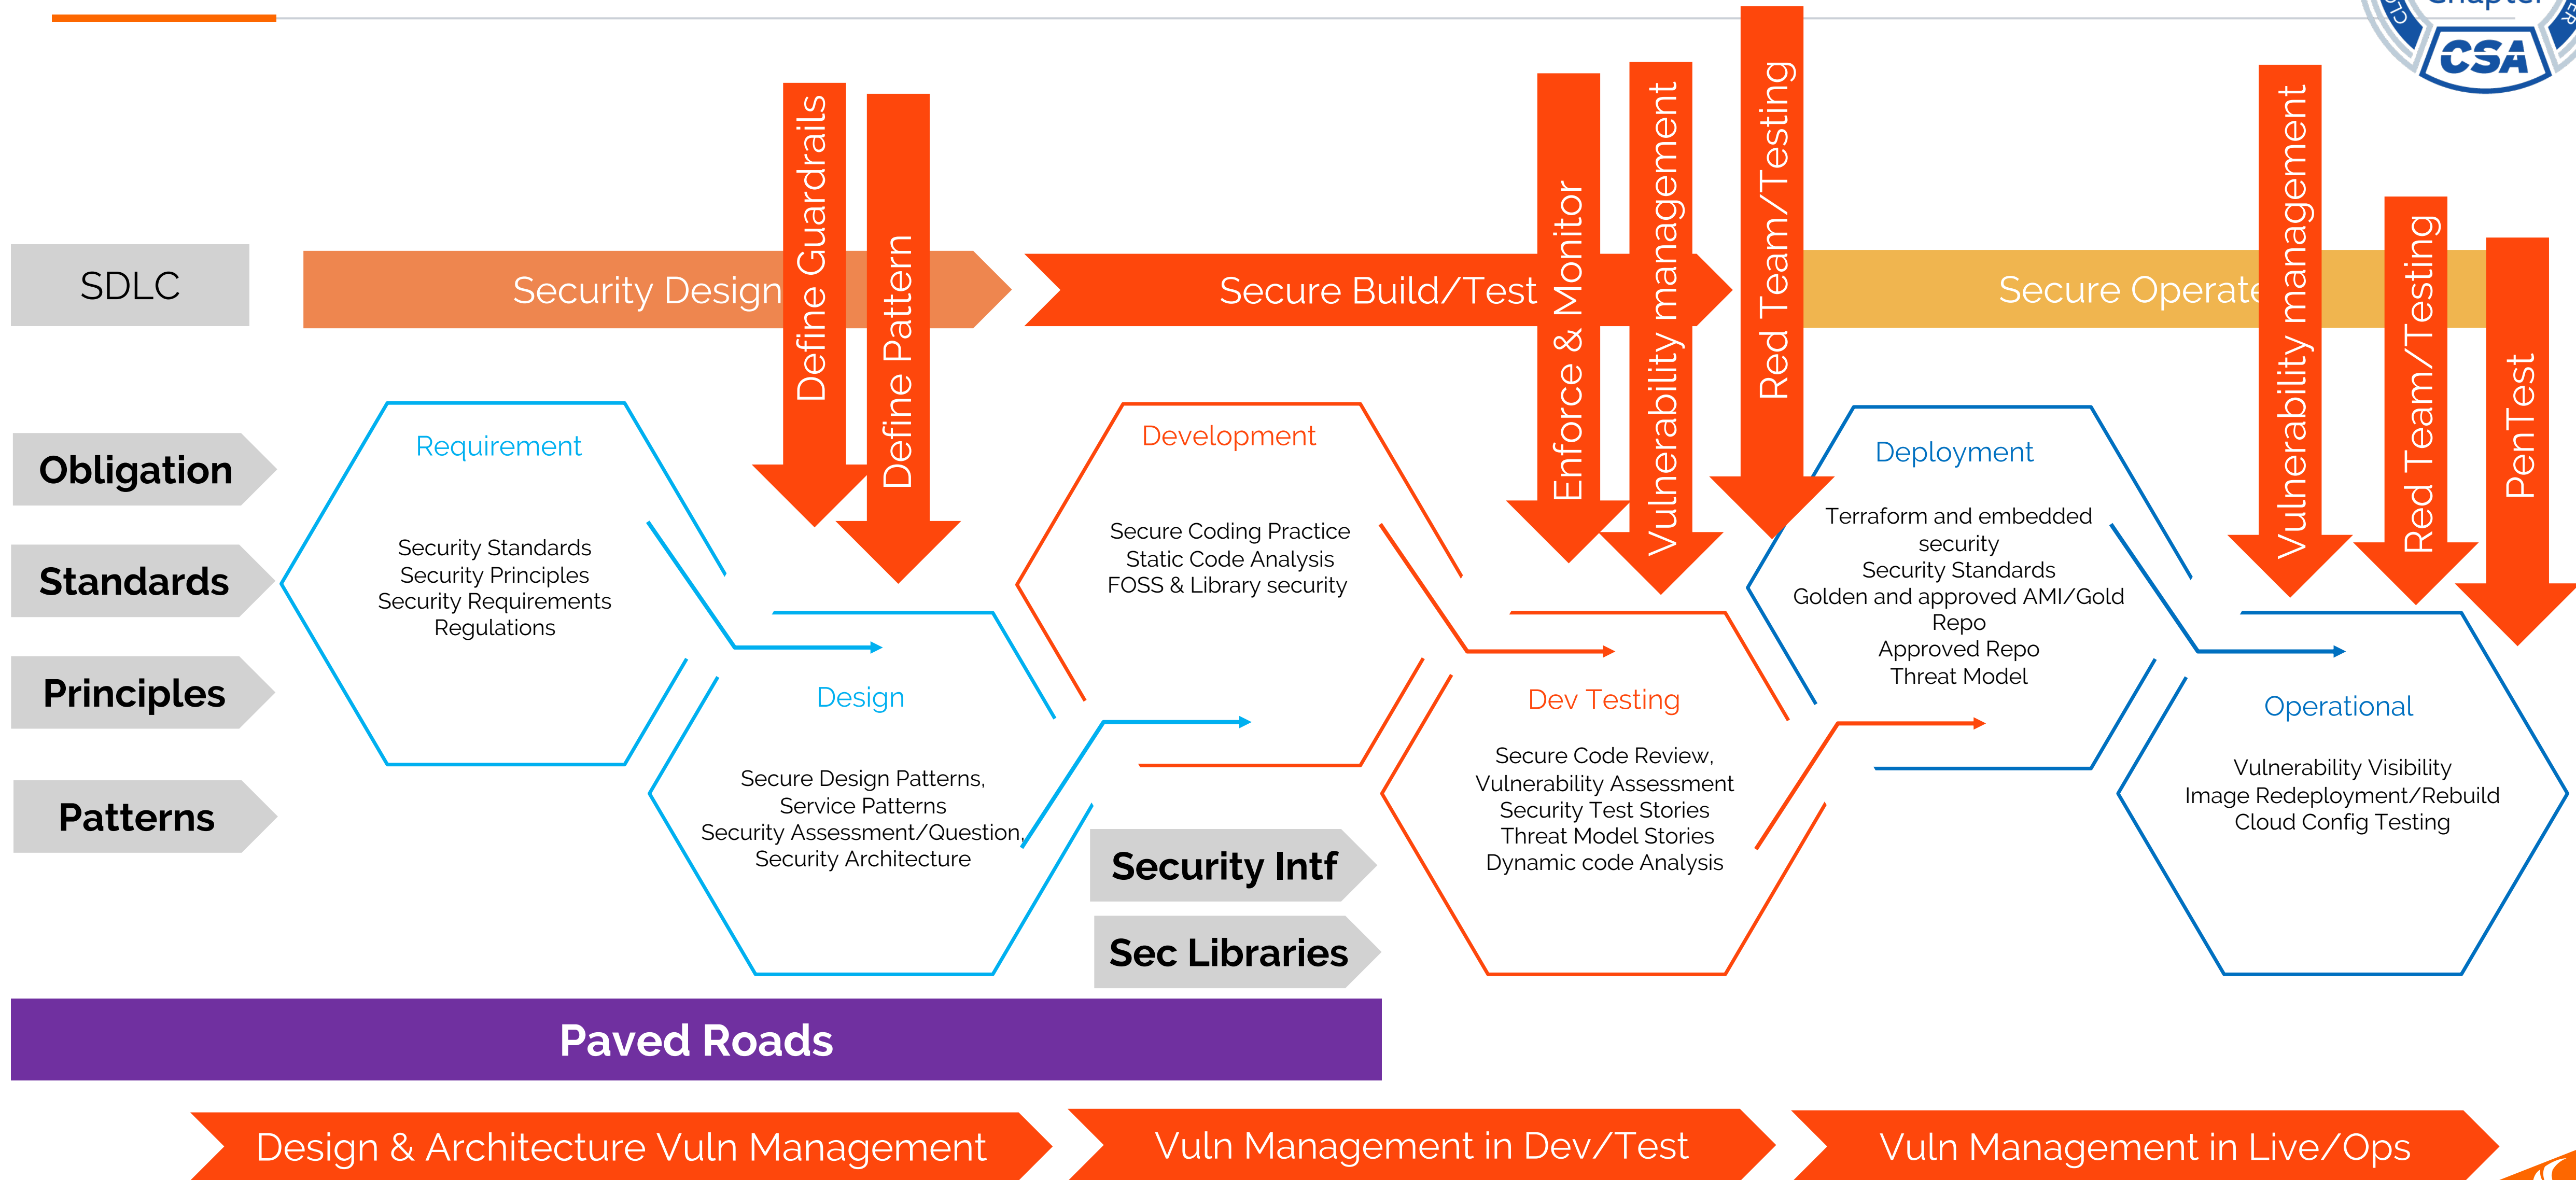 Chapter
CSA
SDLC
Security Design
Define Guardrails
Define Pattern
Secure Build/Test
Enforce & Monitor
Vulnerability management
Red Team/Testing
Secure Operate
Vulnerability management
Red Team/Testing
PenTest
Obligation
Standards
Principles
Patterns
Requirement
Security Standards
Security Principles
Security Requirements
Regulations
Design
Secure Design Patterns,
Service Patterns
Security Assessment/Question,
Security Architecture
Development
Secure Coding Practice
Static Code Analysis
FOSS & Library security
Security Intf
Sec Libraries
Dev Testing
Secure Code Review,
Vulnerability Assessment
Security Test Stories
Threat Model Stories
Dynamic code Analysis
Deployment
Terraform and embedded
security
Security Standards
Golden and approved AMI/Gold
Repo
Approved Repo
Threat Model
Operational
Vulnerability Visibility
Image Redeployment/Rebuild
Cloud Config Testing
Paved Roads
Design & Architecture Vuln Management
Vuln Management in Dev/Test
Vuln Management in Live/Ops